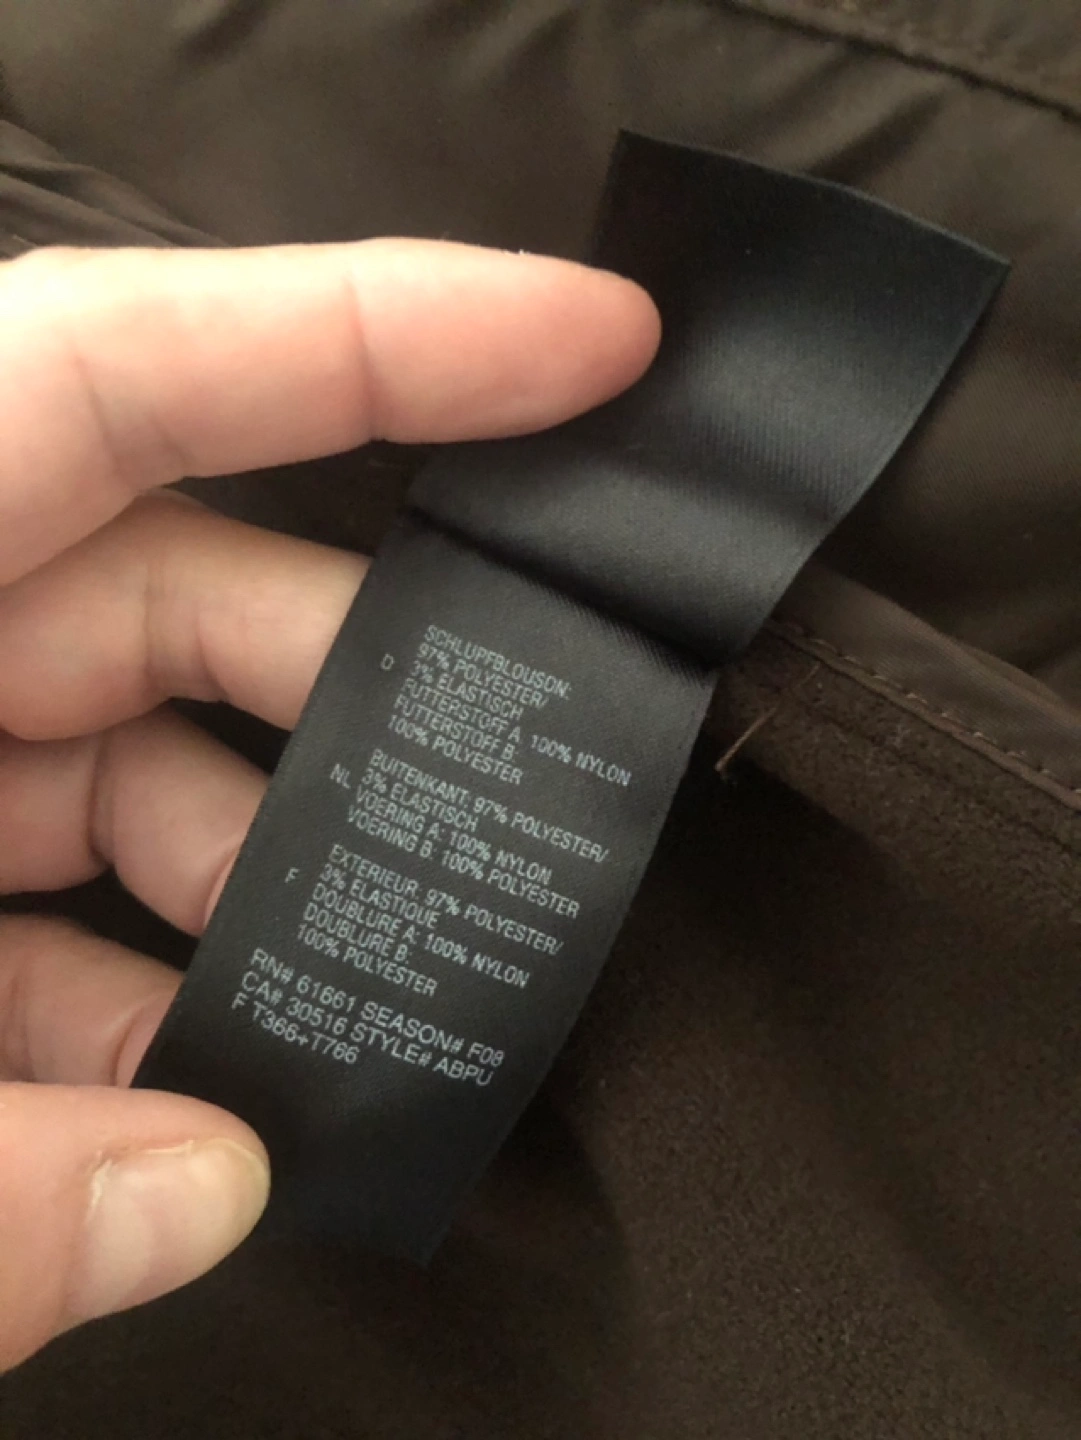 SCHLUPFBLOUSON:
97% POLYESTER/
D 3% ELASTISCH
FUTTERSTOFF A. 100% NYLON
FUTTERSTOFF B.
100% POLYESTER
BUITENKANT: 97% POLYESTER/
NL 3% ELASTISCH
VOERING A: 100% NYLON
VOERING B: 100% POLYESTER
EXTERIEUR: 97% POLYESTER/
F 3% ELASTIQUE
DOUBLURE A: 100% NYLON
DOUBLURE B:
100% POLYESTER
RN# 61661 SEASON# F08
CA# 30516 STYLE# ABPU
F T366+T766